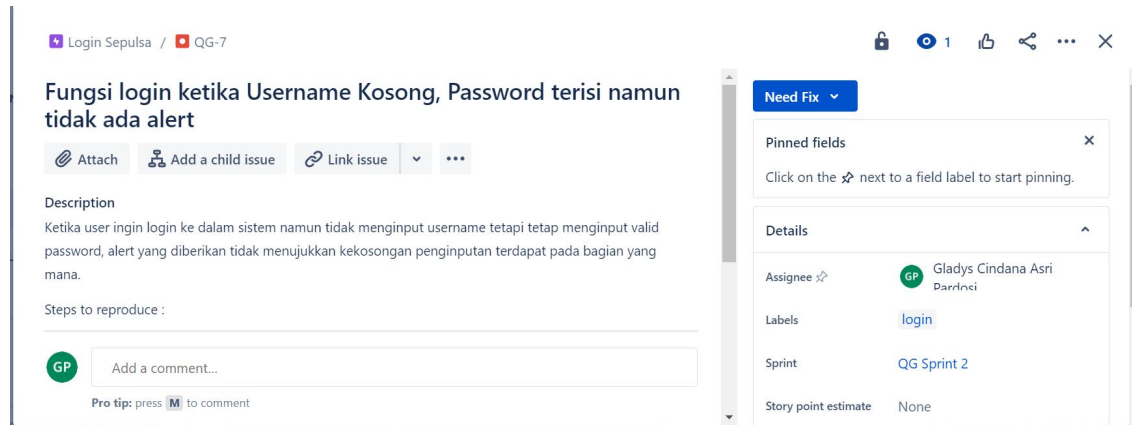 Login Sepulsa / QG-7
1
Fungsi login ketika Username Kosong, Password terisi namun
tidak ada alert
Attach
Add a child issue
Link issue
Description
Ketika user ingin login ke dalam sistem namun tidak menginput username tetapi tetap menginput valid
password, alert yang diberikan tidak menujukkan kekosongan penginputan terdapat pada bagian yang
mana.
Steps to reproduce :
GP
Add a comment...
Pro tip: press M to comment
Need Fix
Pinned fields
Click on the next to a field label to start pinning.
Details
Assignee
GP
Gladys Cindana Asri
Pardosi
Labels
login
Sprint
QG Sprint 2
Story point estimate
None